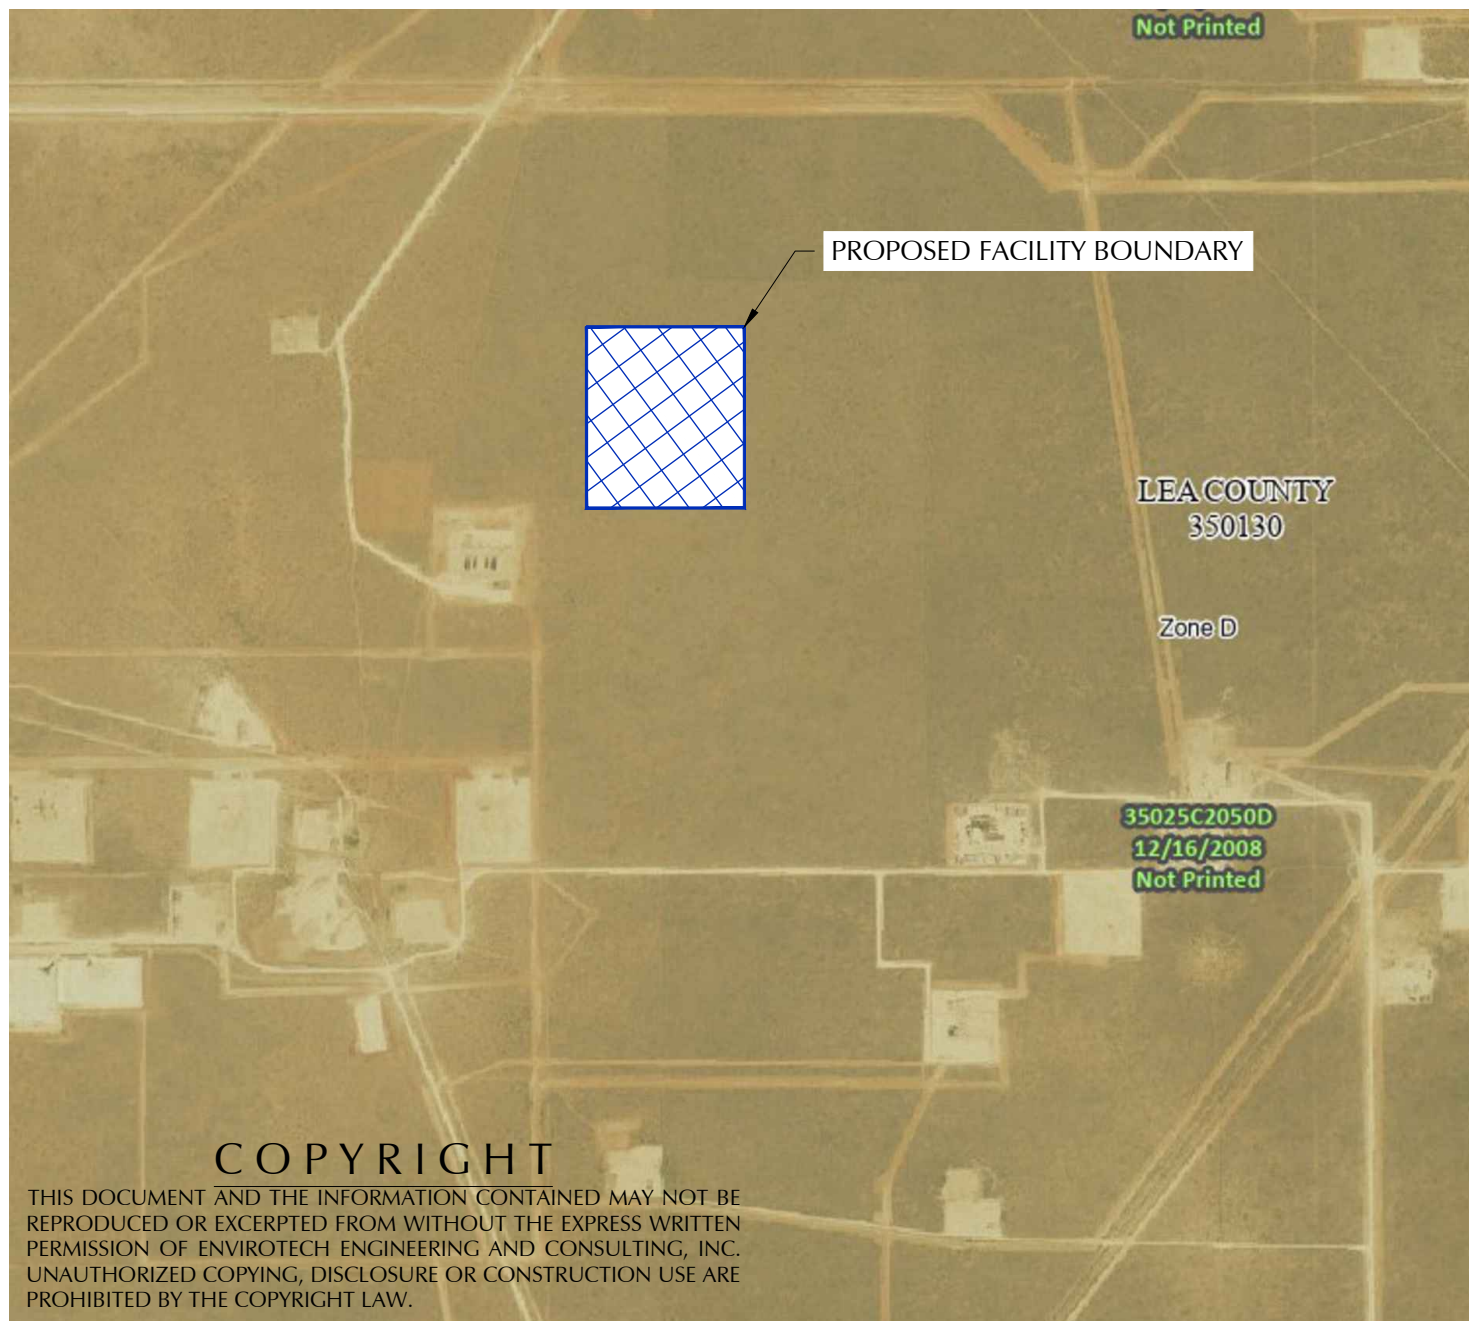 Not Printed
PROPOSED FACILITY BOUNDARY
LEA COUNTY
350130
Zone D
35025C2050D
12/16/2008
Not Printed
COPYRIGHT
THIS DOCUMENT AND THE INFORMATION CONTAINED MAY NOT BE
REPRODUCED OR EXCERPTED FROM WITHOUT THE EXPRESS WRITTEN
PERMISSION OF ENVIROTECH ENGINEERING AND CONSULTING, INC.
UNAUTHORIZED COPYING, DISCLOSURE OR CONSTRUCTION USE ARE
PROHIBITED BY THE COPYRIGHT LAW.